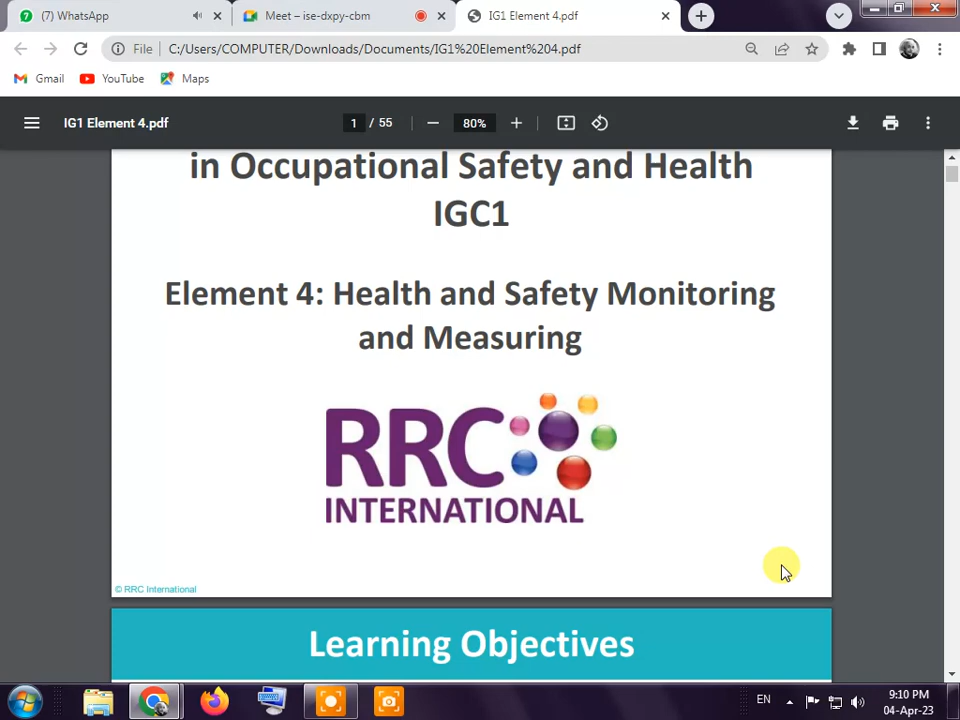 (7) WhatsApp
Meet – ise-dxpy-cbm
IG1 Element 4.pdf
File
C:/Users/COMPUTER/Downloads/Documents/IG1%20Element%204.pdf
Gmail
YouTube
Maps
IG1 Element 4.pdf
1 / 55
80%
in Occupational Safety and Health
IGC1
Element 4: Health and Safety Monitoring
and Measuring
RRC
INTERNATIONAL
© RRC International
Learning Objectives
EN
9:10 PM
04-Apr-23